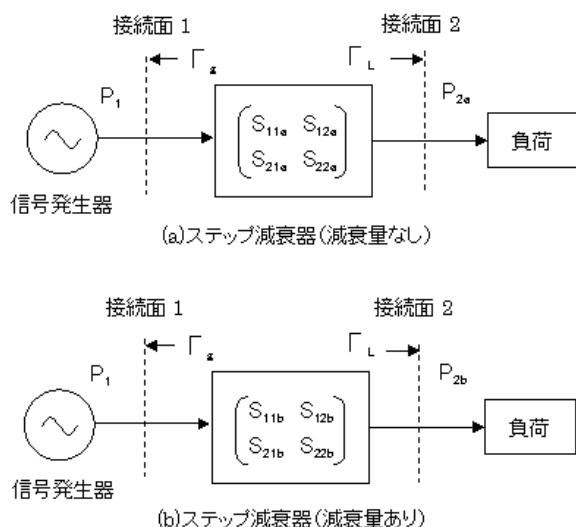 接続面 1
接続面 2
Γg
ΓL
P1
P2a
S11a S12a
S21a S22a
負荷
信号発生器
(a)ステップ減衰器(減衰量なし)
接続面 1
接続面 2
Γg
ΓL
P1
P2b
S11b S12b
S21b S22b
負荷
信号発生器
(b)ステップ減衰器(減衰量あり)